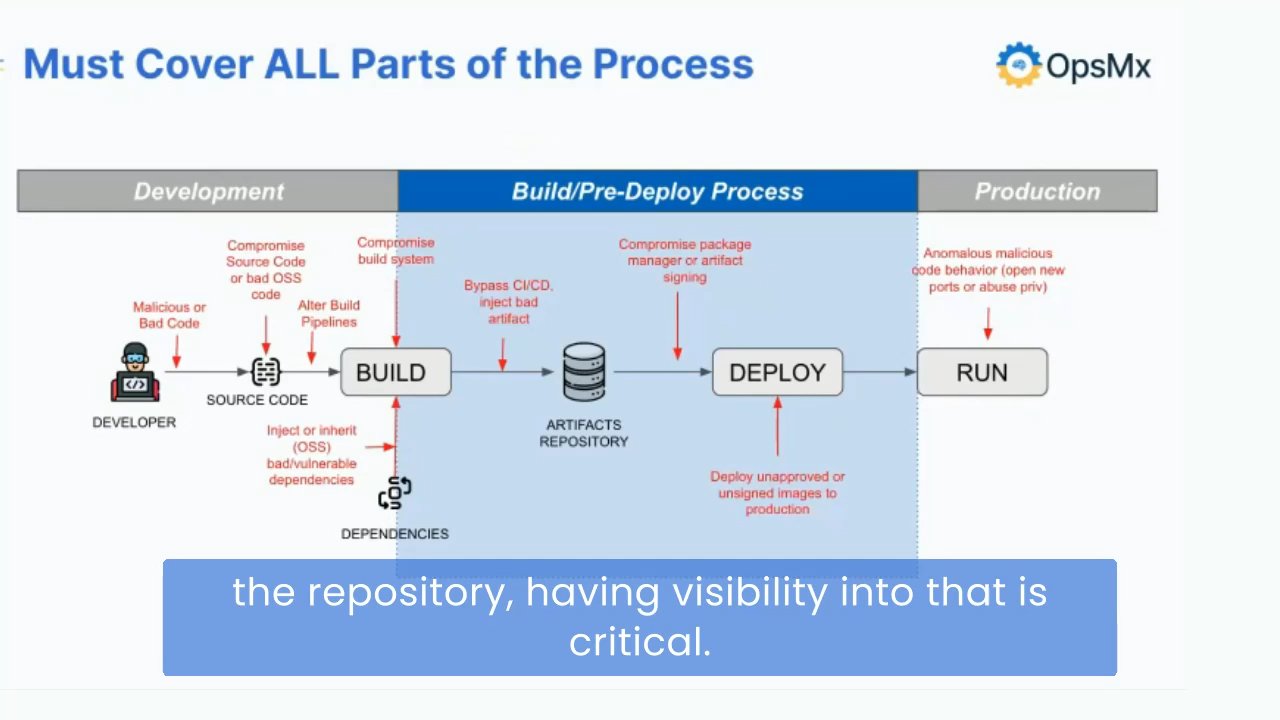 Must Cover ALL Parts of the Process
OpsMx
Development
Build/Pre-Deploy Process
Production
Malicious or
Bad Code
Compromise
Source Code
or bad OSS
code
Alter Build
Pipelines
Compromise
build system
Bypass CI/CD,
inject bad
artifact
Compromise package
manager or artifact
signing
Anomalous malicious
code behavior (open new
ports or abuse priv)
DEVELOPER
SOURCE CODE
BUILD
ARTIFACTS
REPOSITORY
DEPLOY
RUN
Inject or inherit
(OSS)
bad/vulnerable
dependencies
DEPENDENCIES
Deploy unapproved or
unsigned images to
production
the repository, having visibility into that is
critical.